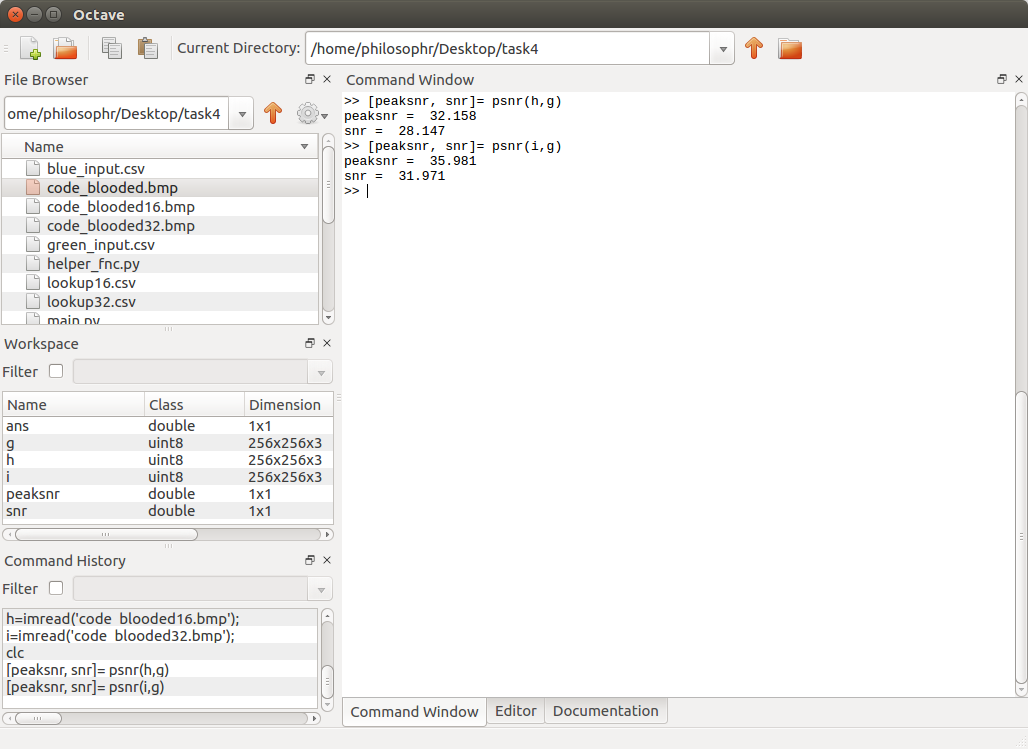 Octave
Current Directory: /home/philosophr/Desktop/task4
File Browser
ome/philosophr/Desktop/task4
Name
blue_input.csv
code_blooded.bmp
code_blooded16.bmp
code_blooded32.bmp
green_input.csv
helper_fnc.py
lookup16.csv
lookup32.csv
main.py
Workspace
Filter
Name Class Dimension
ans double 1x1
g uint8 256x256x3
h uint8 256x256x3
i uint8 256x256x3
peaksnr double 1x1
snr double 1x1
Command History
Filter
h=imread('code_blooded16.bmp');
i=imread('code_blooded32.bmp');
clc
[peaksnr, snr]= psnr(h,g)
[peaksnr, snr]= psnr(i,g)
Command Window
>> [peaksnr, snr]= psnr(h,g)
peaksnr =  32.158
snr =  28.147
>> [peaksnr, snr]= psnr(i,g)
peaksnr =  35.981
snr =  31.971
>>
Command Window Editor Documentation